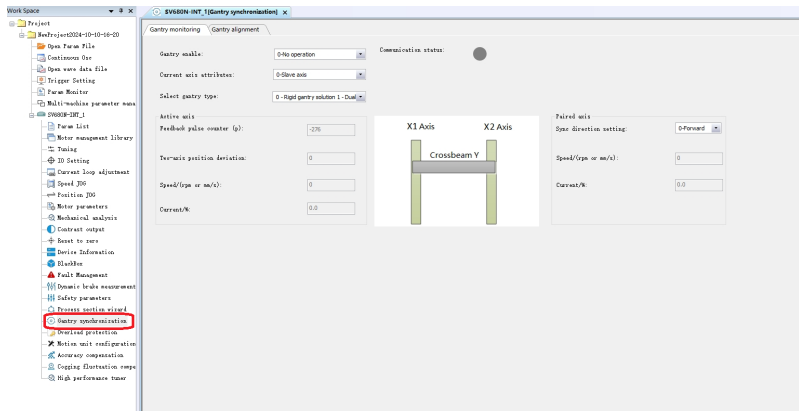 Work Space
SV680N-INT_1[Gantry synchronization] x
Project
NewProject2024-10-10-16-20
Open Param File
Continuous Osc
Open wave data file
Trigger Setting
Param Monitor
Multi-machine parameter mana
SV680N-INT_1
Param List
Motor management library
Tuning
IO Setting
Current loop adjustment
Speed JOG
Position JOG
Motor parameters
Mechanical analysis
Contrast output
Reset to zero
Device Information
BlackBox
Fault Management
Dynamic brake measurement
Safety parameters
Process section wizard
Gantry synchronization
Overload protection
Motion unit configuration
Accuracy compensation
Cogging fluctuation compe
High performance tuner
Gantry monitoring Gantry alignment
Gantry enable: 0-No operation Communication status:
Current axis attributes: 0-Slave axis
Select gantry type: 0 - Rigid gantry solution 1 - Dual
Active axis
Feedback pulse counter (p): -276
Two-axis position deviation: 0
Speed/(rpm or mm/s): 0
Current/%: 0.0
X1 Axis X2 Axis
Crossbeam Y
Paired axis
Sync direction setting: 0-Forward
Speed/(rpm or mm/s): 0
Current/%: 0.0